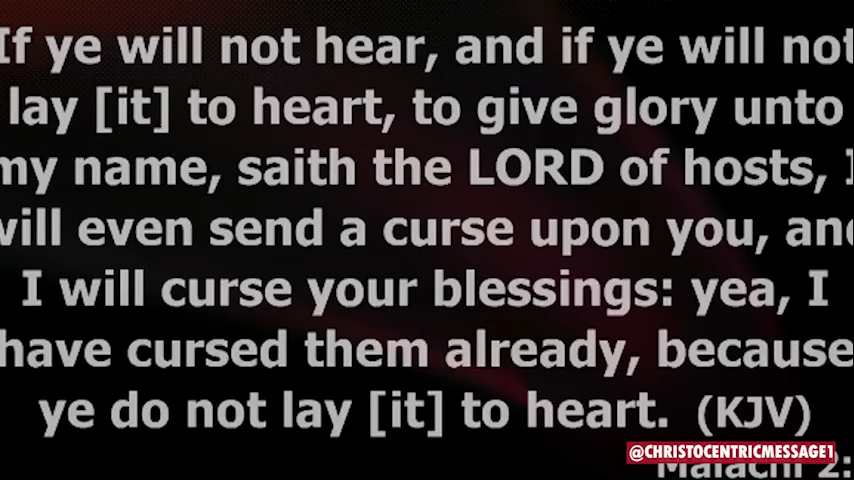 If ye will not hear, and if ye will not
lay [it] to heart, to give glory unto
my name, saith the LORD of hosts, I
will even send a curse upon you, and
I will curse your blessings: yea, I
have cursed them already, because
ye do not lay [it] to heart. (KJV)
@CHRISTOCENTRICMESSAGE1
Malachi 2: